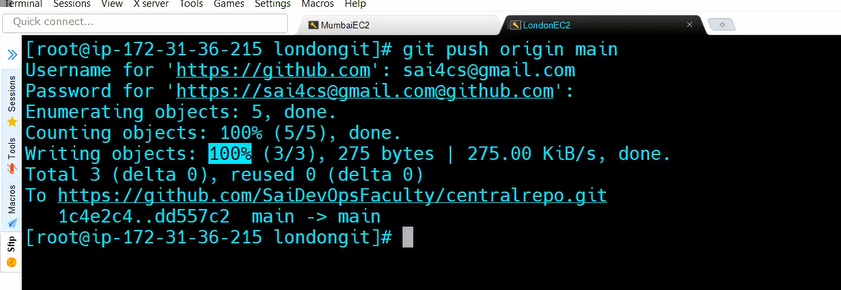 Terminal Sessions View X server Tools Games Settings Macros Help
Quick connect...
MumbaiEC2
LondonEC2
Sessions
Tools
Macros
Sftp
[root@ip-172-31-36-215 londongit]# git push origin main
Username for 'https://github.com': sai4cs@gmail.com
Password for 'https://sai4cs@gmail.com@github.com':
Enumerating objects: 5, done.
Counting objects: 100% (5/5), done.
Writing objects: 100% (3/3), 275 bytes | 275.00 KiB/s, done.
Total 3 (delta 0), reused 0 (delta 0)
To https://github.com/SaiDevOpsFaculty/centralrepo.git
   1c4e2c4..dd557c2  main -> main
[root@ip-172-31-36-215 londongit]#